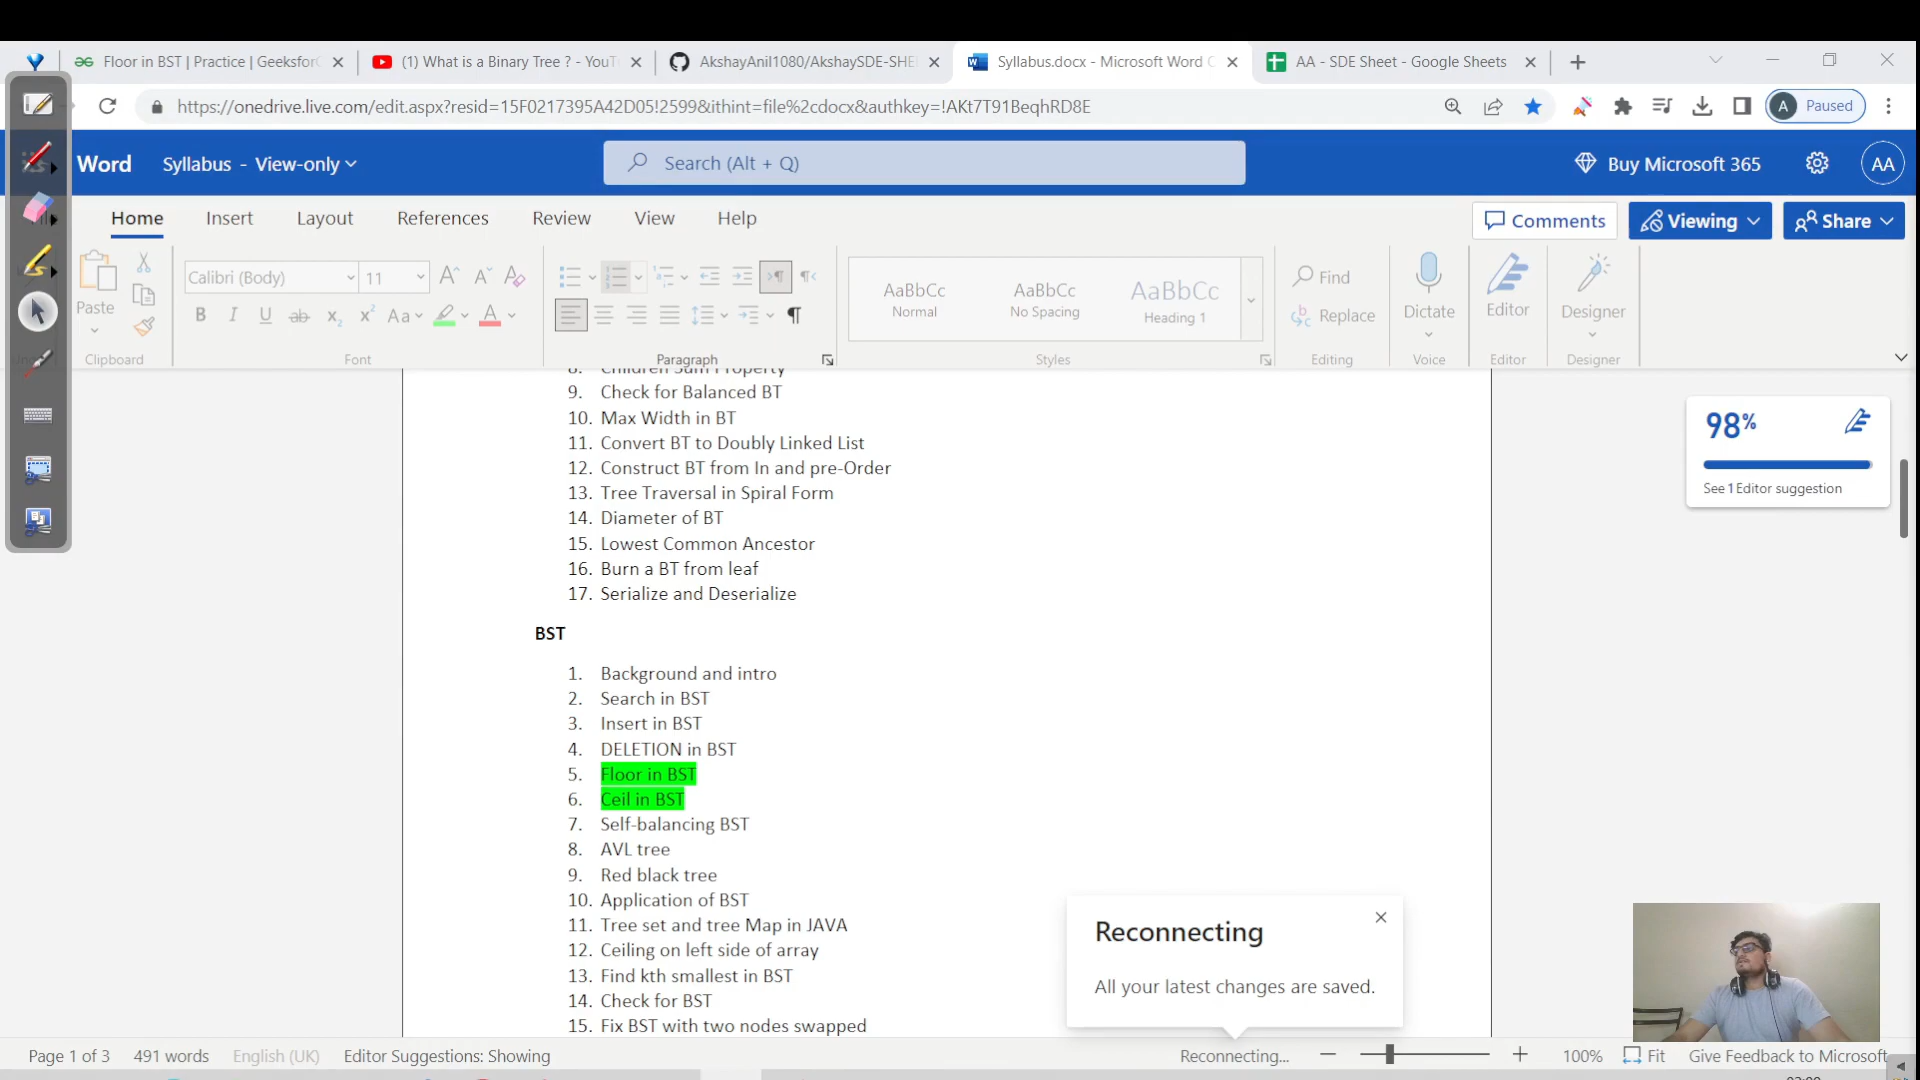 Floor in BST | Practice | Geeksfor
(1) What is a Binary Tree ? - YouT
AkshayAnil1080/AkshaySDE-SHE
Syllabus.docx - Microsoft Word
AA - SDE Sheet - Google Sheets
https://onedrive.live.com/edit.aspx?resid=15F0217395A42D05!2599&ithint=file%2cdocx&authkey=!AKt7T91BeqhRD8E
A Paused
Word Syllabus - View-only
Search (Alt + Q)
Buy Microsoft 365
AA
Home Insert Layout References Review View Help
Comments Viewing Share
Paste
Calibri (Body) 11
AaBbCc
Normal
AaBbCc
No Spacing
AaBbCc
Heading 1
Find
Replace
Dictate
Editor
Designer
Clipboard Font Paragraph Styles Editing Voice Editor Designer
8. Children Sum Property
9. Check for Balanced BT
10. Max Width in BT
11. Convert BT to Doubly Linked List
12. Construct BT from In and pre-Order
13. Tree Traversal in Spiral Form
14. Diameter of BT
15. Lowest Common Ancestor
16. Burn a BT from leaf
17. Serialize and Deserialize
98%
See 1 Editor suggestion
BST
1. Background and intro
2. Search in BST
3. Insert in BST
4. DELETION in BST
5. Floor in BST
6. Ceil in BST
7. Self-balancing BST
8. AVL tree
9. Red black tree
10. Application of BST
11. Tree set and tree Map in JAVA
12. Ceiling on left side of array
13. Find kth smallest in BST
14. Check for BST
15. Fix BST with two nodes swapped
Reconnecting
All your latest changes are saved.
Page 1 of 3 491 words English (UK) Editor Suggestions: Showing
Reconnecting... 100% Fit Give Feedback to Microsoft